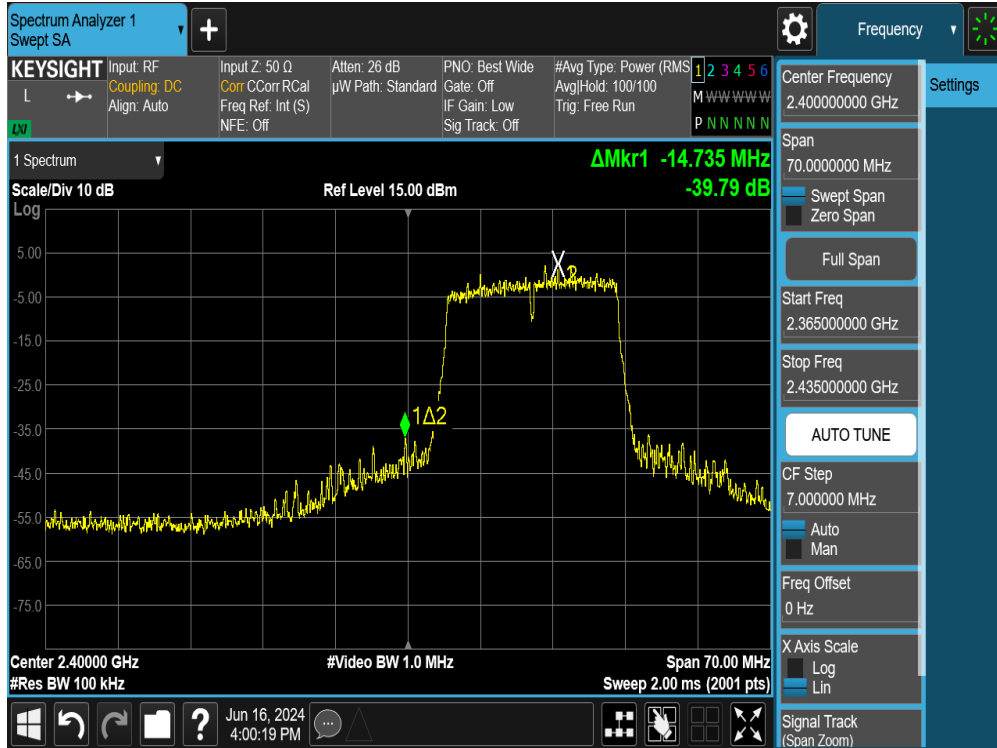 Spectrum Analyzer 1
Swept SA
Frequency
KEYSIGHT
L
LXI
Input: RF
Coupling: DC
Align: Auto
Input Z: 50 Ω
Corr CCorr RCal
Freq Ref: Int (S)
NFE: Off
Atten: 26 dB
µW Path: Standard
PNO: Best Wide
Gate: Off
IF Gain: Low
Sig Track: Off
#Avg Type: Power (RMS
Avg|Hold: 100/100
Trig: Free Run
1 2 3 4 5 6
M W W W W W
P N N N N N
Settings
1 Spectrum
ΔMkr1 -14.735 MHz
-39.79 dB
Scale/Div 10 dB
Ref Level 15.00 dBm
Log
5.00
-5.00
-15.0
-25.0
-35.0
-45.0
-55.0
-65.0
-75.0
1Δ2
X
2
Center 2.40000 GHz
#Video BW 1.0 MHz
Span 70.00 MHz
#Res BW 100 kHz
Sweep 2.00 ms (2001 pts)
Center Frequency
2.400000000 GHz
Span
70.0000000 MHz
Swept Span
Zero Span
Full Span
Start Freq
2.365000000 GHz
Stop Freq
2.435000000 GHz
AUTO TUNE
CF Step
7.000000 MHz
Auto
Man
Freq Offset
0 Hz
X Axis Scale
Log
Lin
Signal Track
(Span Zoom)
Jun 16, 2024
4:00:19 PM